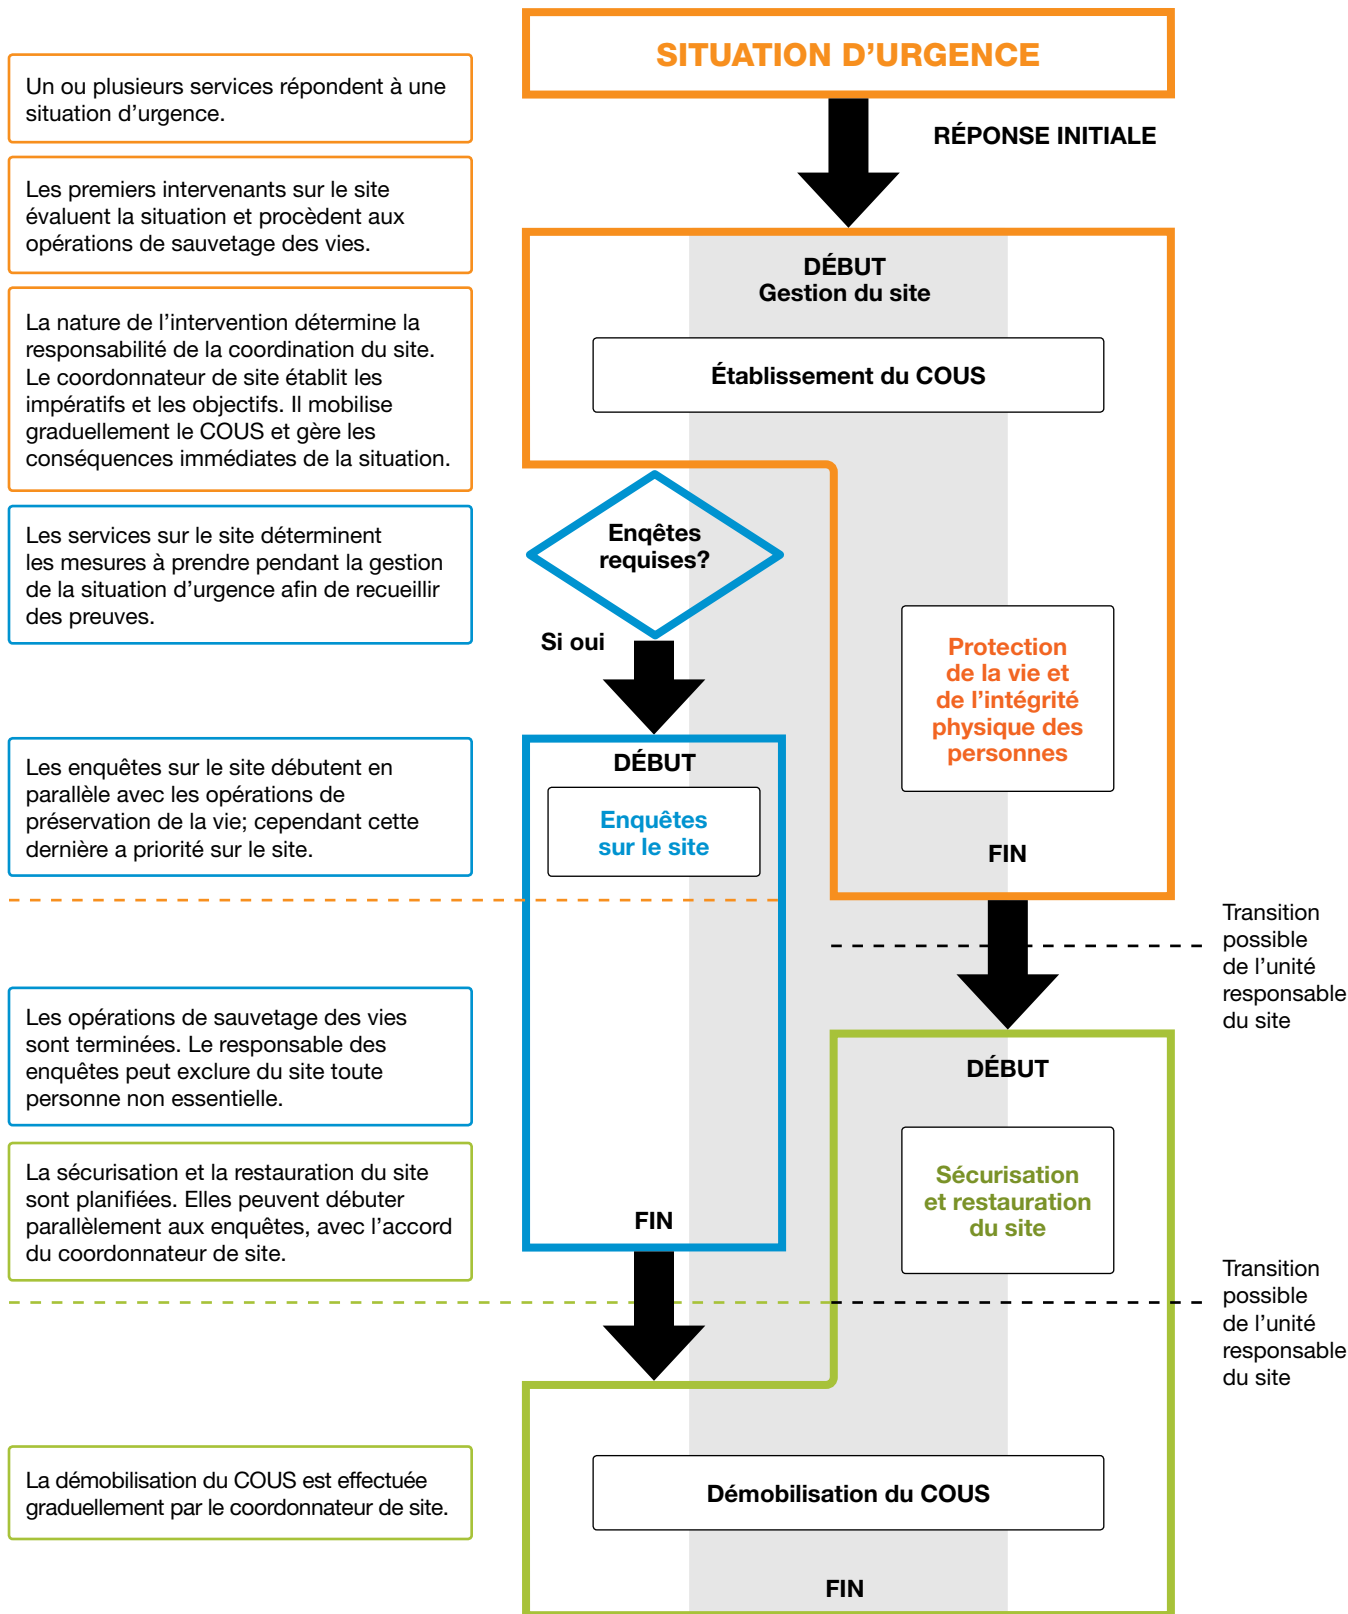 SITUATION D’URGENCE
Un ou plusieurs services répondent à une
situation d’urgence.
RÉPONSE INITIALE
Les premiers intervenants sur le site
évaluent la situation et procèdent aux
opérations de sauvetage des vies.
DÉBUT
Gestion du site
La nature de l’intervention détermine la
responsabilité de la coordination du site.
Le coordonnateur de site établit les
impératifs et les objectifs. Il mobilise
graduellement le COUS et gère les
conséquences immédiates de la situation.
Établissement du COUS
Les services sur le site déterminent
les mesures à prendre pendant la gestion
de la situation d’urgence afin de recueillir
des preuves.
Enqêtes
requises?
Si oui
Protection
de la vie et
de l’intégrité
physique des
personnes
Les enquêtes sur le site débutent en
parallèle avec les opérations de
préservation de la vie; cependant cette
dernière a priorité sur le site.
DÉBUT
Enquêtes
sur le site
FIN
Transition
possible
de l’unité
responsable
du site
Les opérations de sauvetage des vies
sont terminées. Le responsable des
enquêtes peut exclure du site toute
personne non essentielle.
DÉBUT
La sécurisation et la restauration du site
sont planifiées. Elles peuvent débuter
parallèlement aux enquêtes, avec l’accord
du coordonnateur de site.
Sécurisation
et restauration
du site
FIN
Transition
possible
de l’unité
responsable
du site
La démobilisation du COUS est effectuée
graduellement par le coordonnateur de site.
Démobilisation du COUS
FIN